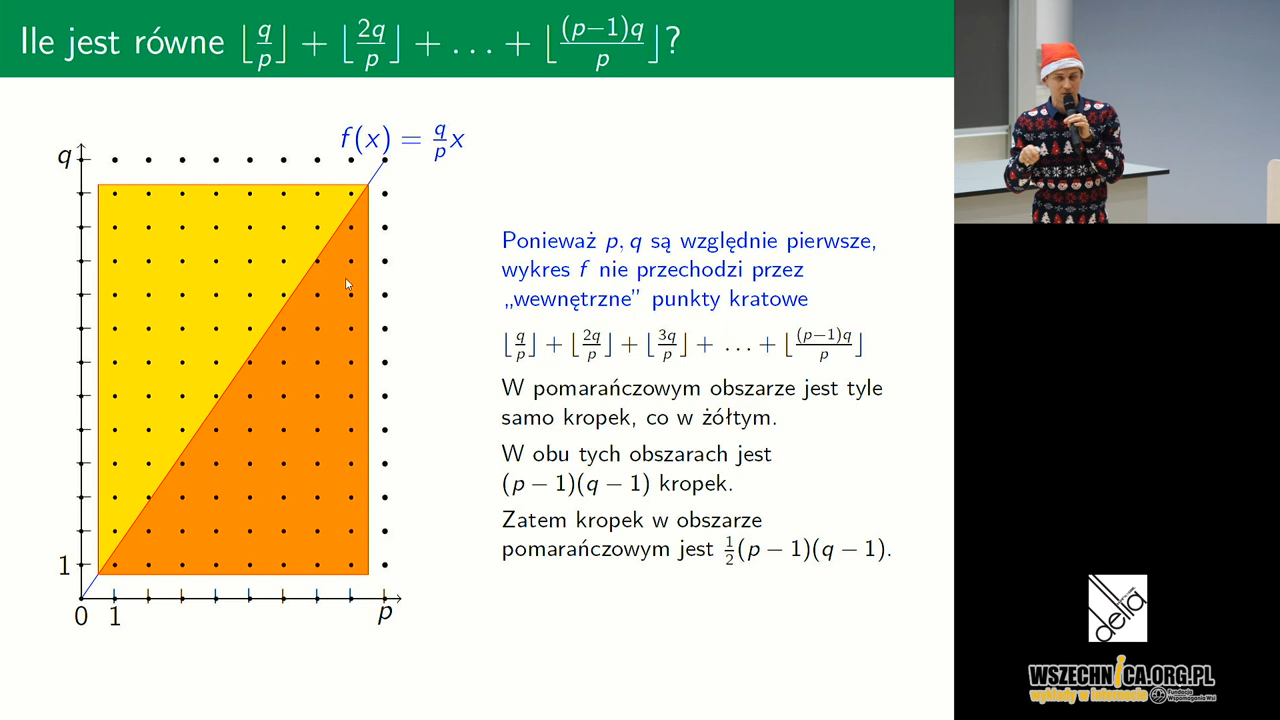 Ile jest równe ⌊q/p⌋ + ⌊2q/p⌋ + … + ⌊(p−1)q/p⌋?
f(x) = q/p x
q
1
0 1 p
Ponieważ p, q są względnie pierwsze,
wykres f nie przechodzi przez
„wewnętrzne” punkty kratowe
⌊q/p⌋ + ⌊2q/p⌋ + ⌊3q/p⌋ + … + ⌊(p−1)q/p⌋
W pomarańczowym obszarze jest tyle
samo kropek, co w żółtym.
W obu tych obszarach jest
(p − 1)(q − 1) kropek.
Zatem kropek w obszarze
pomarańczowym jest 1/2(p − 1)(q − 1).
delta
WSZECHNICA.ORG.PL
wykłady w internecie